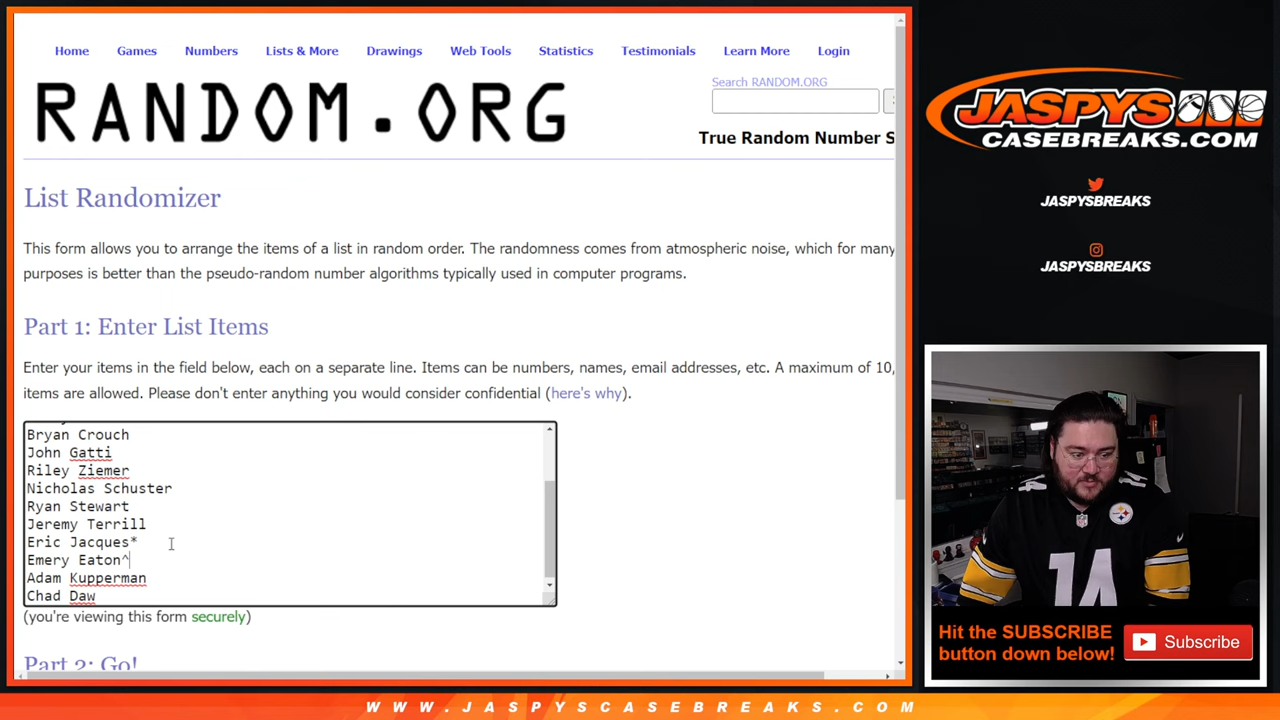 Home Games Numbers Lists & More Drawings Web Tools Statistics Testimonials Learn More Login
Search RANDOM.ORG
RANDOM.ORG
True Random Number S
List Randomizer
This form allows you to arrange the items of a list in random order. The randomness comes from atmospheric noise, which for many
purposes is better than the pseudo-random number algorithms typically used in computer programs.
Part 1: Enter List Items
Enter your items in the field below, each on a separate line. Items can be numbers, names, email addresses, etc. A maximum of 10,
items are allowed. Please don't enter anything you would consider confidential (here's why).
Bryan Crouch
John Gatti
Riley Ziemer
Nicholas Schuster
Ryan Stewart
Jeremy Terrill
Eric Jacques*
Emery Eaton^
Adam Kupperman
Chad Daw
(you're viewing this form securely)
Part 2: Go!
JASPYS
CASEBREAKS.COM
JASPYSBREAKS
JASPYSBREAKS
14
Hit the SUBSCRIBE
button down below!
Subscribe
WWW.JASPYSCASEBREAKS.COM